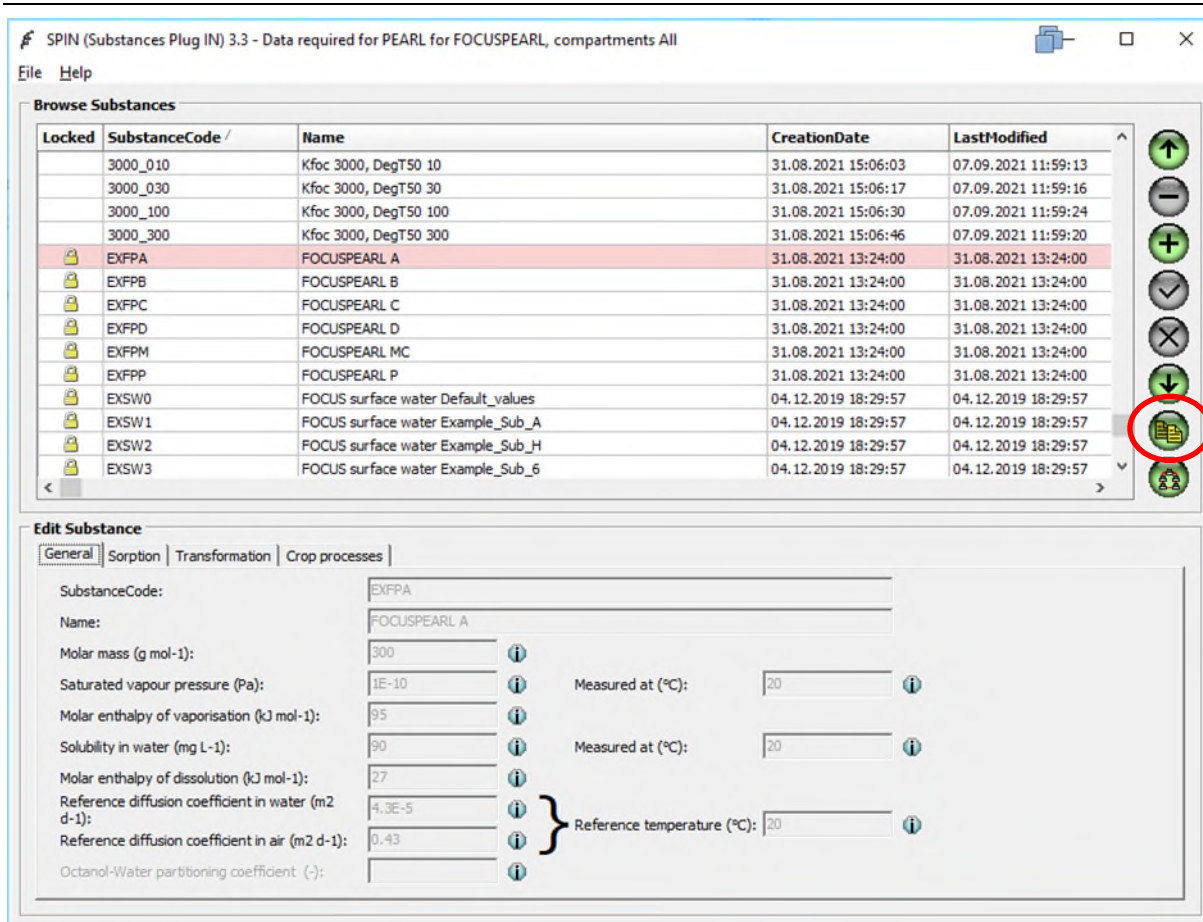 SPIN (Substances Plug IN) 3.3 - Data required for PEARL for FOCUSPEARL, compartments All
File Help
Browse Substances
Locked SubstanceCode / Name CreationDate LastModified
3000_010 Kfoc 3000, DegT50 10 31.08.2021 15:06:03 07.09.2021 11:59:13
3000_030 Kfoc 3000, DegT50 30 31.08.2021 15:06:17 07.09.2021 11:59:16
3000_100 Kfoc 3000, DegT50 100 31.08.2021 15:06:30 07.09.2021 11:59:24
3000_300 Kfoc 3000, DegT50 300 31.08.2021 15:06:46 07.09.2021 11:59:20
EXFPA FOCUSPEARL A 31.08.2021 13:24:00 31.08.2021 13:24:00
EXFPB FOCUSPEARL B 31.08.2021 13:24:00 31.08.2021 13:24:00
EXFPC FOCUSPEARL C 31.08.2021 13:24:00 31.08.2021 13:24:00
EXFPD FOCUSPEARL D 31.08.2021 13:24:00 31.08.2021 13:24:00
EXFPM FOCUSPEARL MC 31.08.2021 13:24:00 31.08.2021 13:24:00
EXFPP FOCUSPEARL P 31.08.2021 13:24:00 31.08.2021 13:24:00
EXSW0 FOCUS surface water Default_values 04.12.2019 18:29:57 04.12.2019 18:29:57
EXSW1 FOCUS surface water Example_Sub_A 04.12.2019 18:29:57 04.12.2019 18:29:57
EXSW2 FOCUS surface water Example_Sub_H 04.12.2019 18:29:57 04.12.2019 18:29:57
EXSW3 FOCUS surface water Example_Sub_6 04.12.2019 18:29:57 04.12.2019 18:29:57
Edit Substance
General Sorption Transformation Crop processes
SubstanceCode: EXFPA
Name: FOCUSPEARL A
Molar mass (g mol-1): 300
Saturated vapour pressure (Pa): 1E-10 Measured at (ºC): 20
Molar enthalpy of vaporisation (kJ mol-1): 95
Solubility in water (mg L-1): 90 Measured at (ºC): 20
Molar enthalpy of dissolution (kJ mol-1): 27
Reference diffusion coefficient in water (m2
d-1): 4.3E-5
Reference temperature (ºC): 20
Reference diffusion coefficient in air (m2 d-1): 0.43
Octanol-Water partitioning coefficient (-):